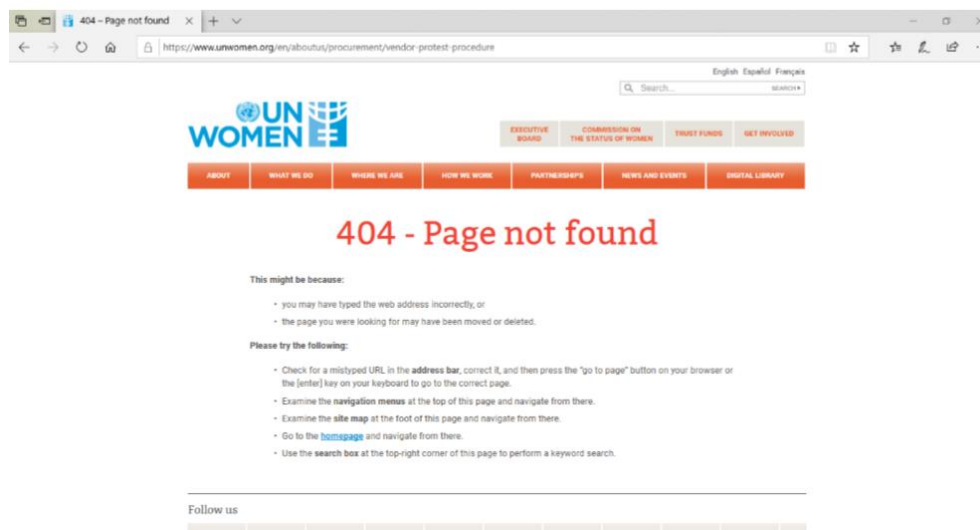 404 – Page not found
https://www.unwomen.org/en/aboutus/procurement/vendor-protest-procedure
English Español Français
Search...
SEARCH
UN
WOMEN
EXECUTIVE
BOARD
COMMISSION ON
THE STATUS OF WOMEN
TRUST FUNDS
GET INVOLVED
ABOUT
WHAT WE DO
WHERE WE ARE
HOW WE WORK
PARTNERSHIPS
NEWS AND EVENTS
DIGITAL LIBRARY
404 - Page not found
This might be because:
• you may have typed the web address incorrectly, or
• the page you were looking for may have been moved or deleted.
Please try the following:
• Check for a mistyped URL in the address bar, correct it, and then press the "go to page" button on your browser or
the [enter] key on your keyboard to go to the correct page.
• Examine the navigation menus at the top of this page and navigate from there.
• Examine the site map at the foot of this page and navigate from there.
• Go to the homepage and navigate from there.
• Use the search box at the top-right corner of this page to perform a keyword search.
Follow us